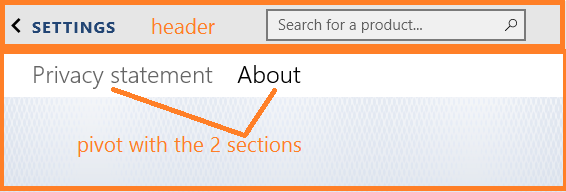 SETTINGS header Search for a product...
Privacy statement About
pivot with the 2 sections